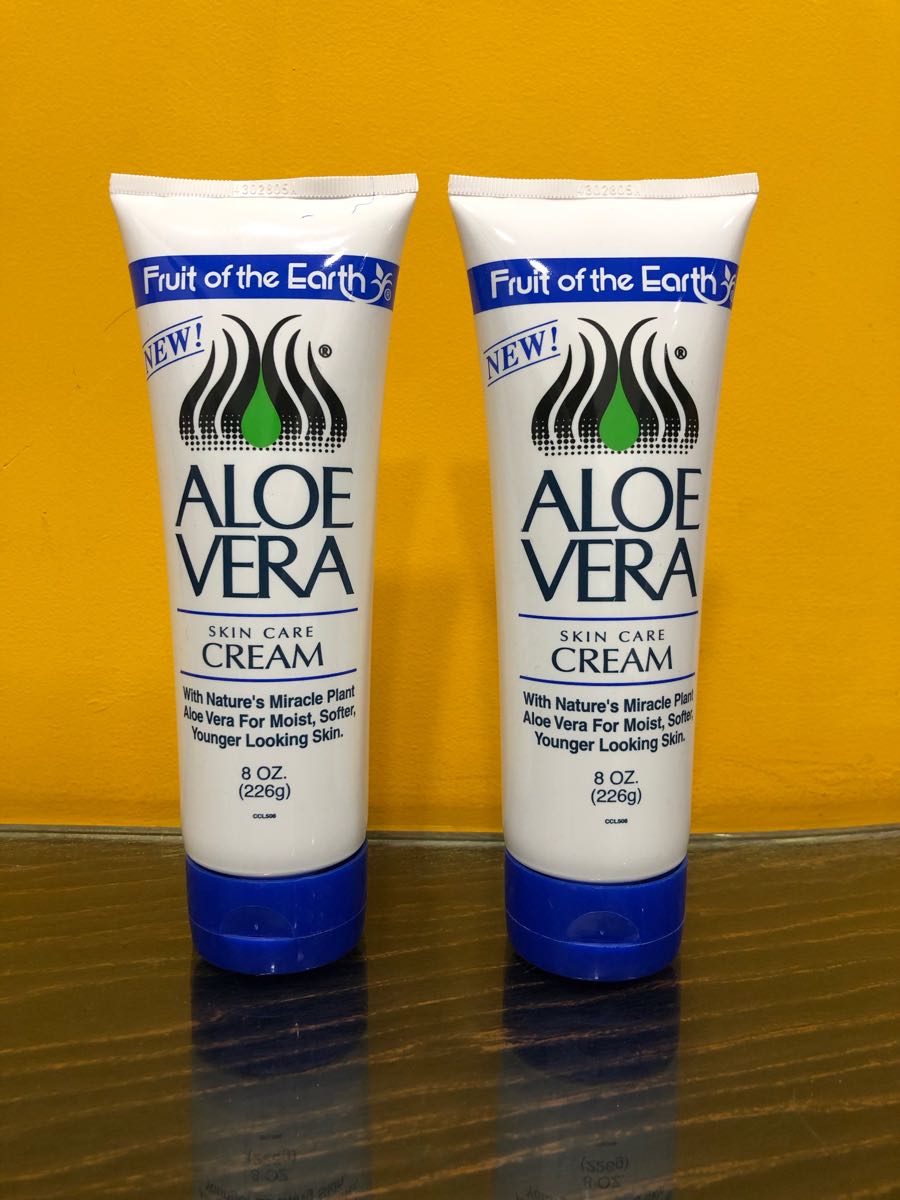 4302805A
Fruit of the Earth®
NEW!
®
ALOE
VERA
SKIN CARE
CREAM
With Nature's Miracle Plant
Aloe Vera For Moist, Softer,
Younger Looking Skin.
8 OZ.
(226g)
CCL506
4302805A
Fruit of the Earth®
NEW!
®
ALOE
VERA
SKIN CARE
CREAM
With Nature's Miracle Plant
Aloe Vera For Moist, Softer,
Younger Looking Skin.
8 OZ.
(226g)
CCL506